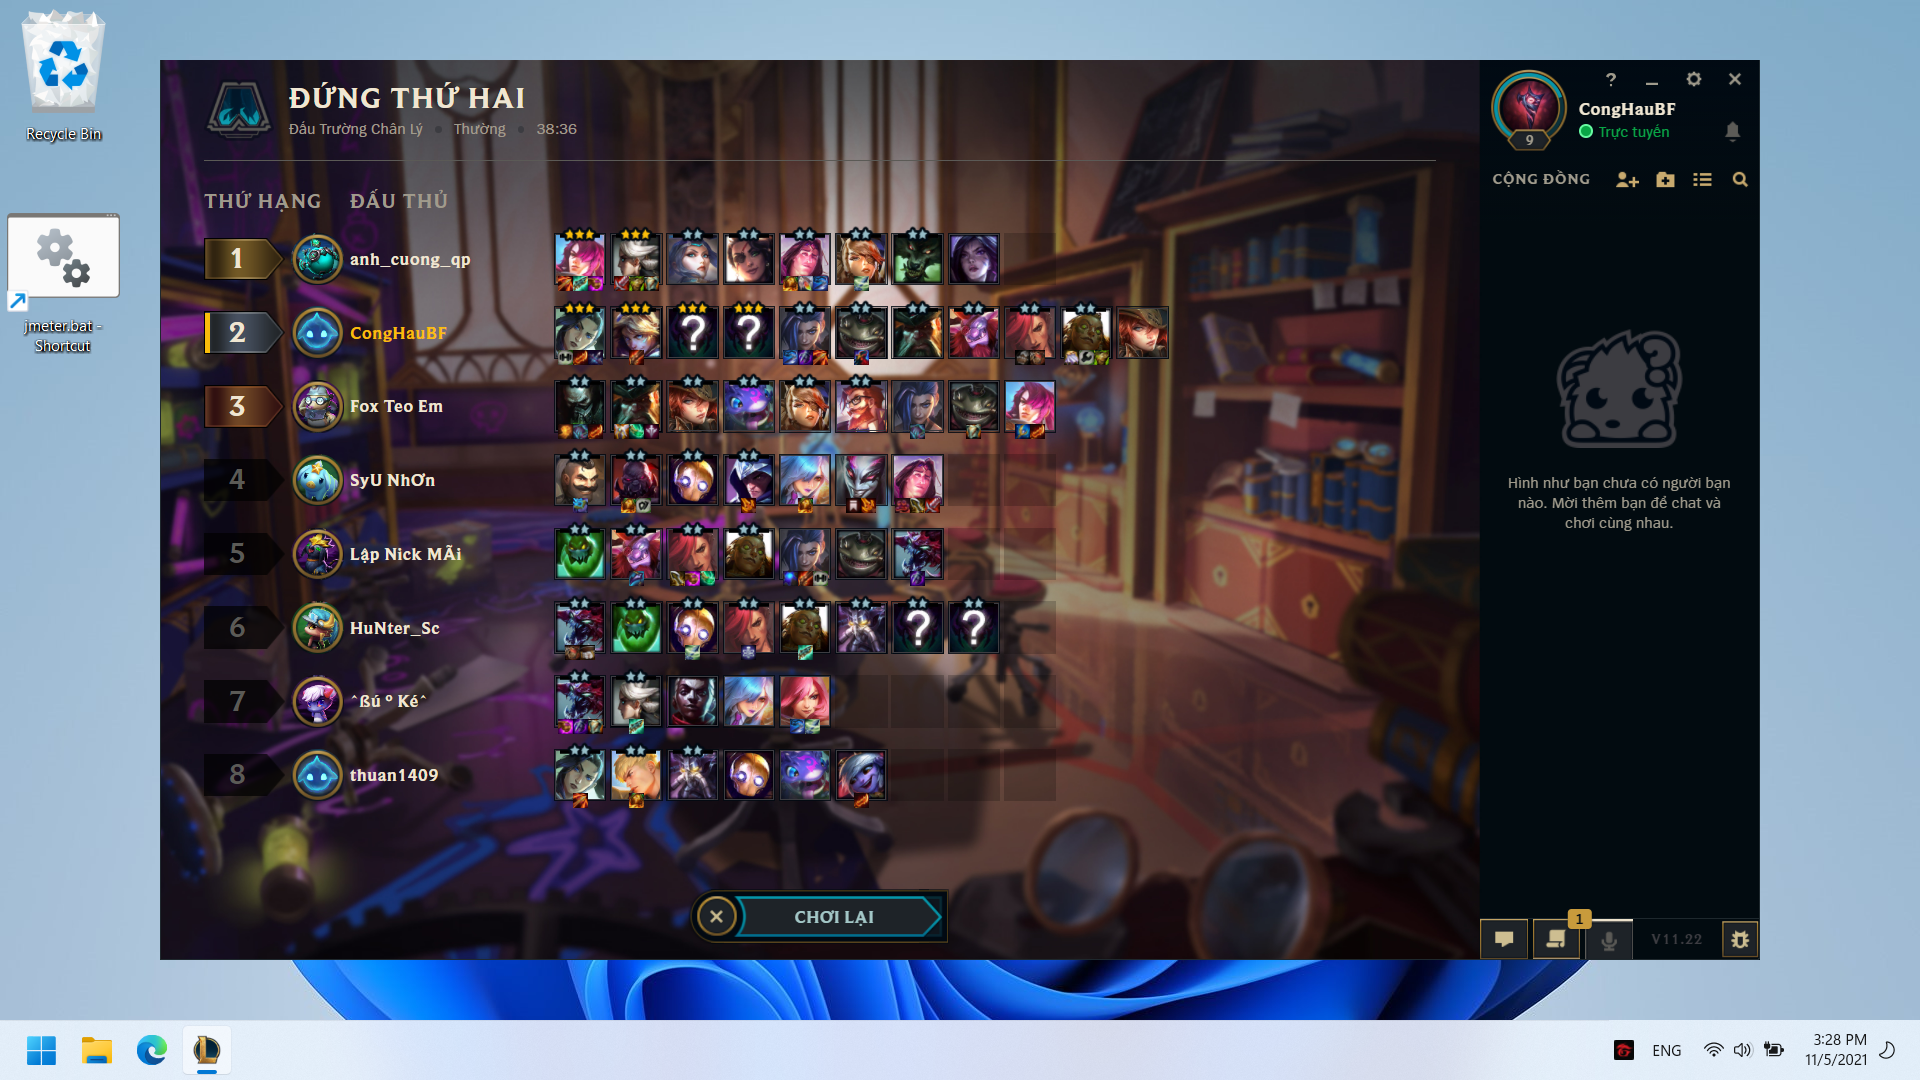 Recycle Bin
jmeter.bat -
Shortcut
ĐỨNG THỨ HAI
Đấu Trường Chân Lý • Thường • 38:36
THỨ HẠNG ĐẤU THỦ
1 anh_cuong_qp
2 CongHauBF
? ?
3 Fox Teo Em
4 SyU NhƠn
5 Lập Nick MÃi
6 HuNter_Sc
? ?
7 ^ßú º Ké^
8 thuan1409
CHƠI LẠI
?
CongHauBF
Trực tuyến
9
CỘNG ĐỒNG
Hình như bạn chưa có người bạn
nào. Mời thêm bạn để chat và
chơi cùng nhau.
1
V11.22
ENG
3:28 PM
11/5/2021